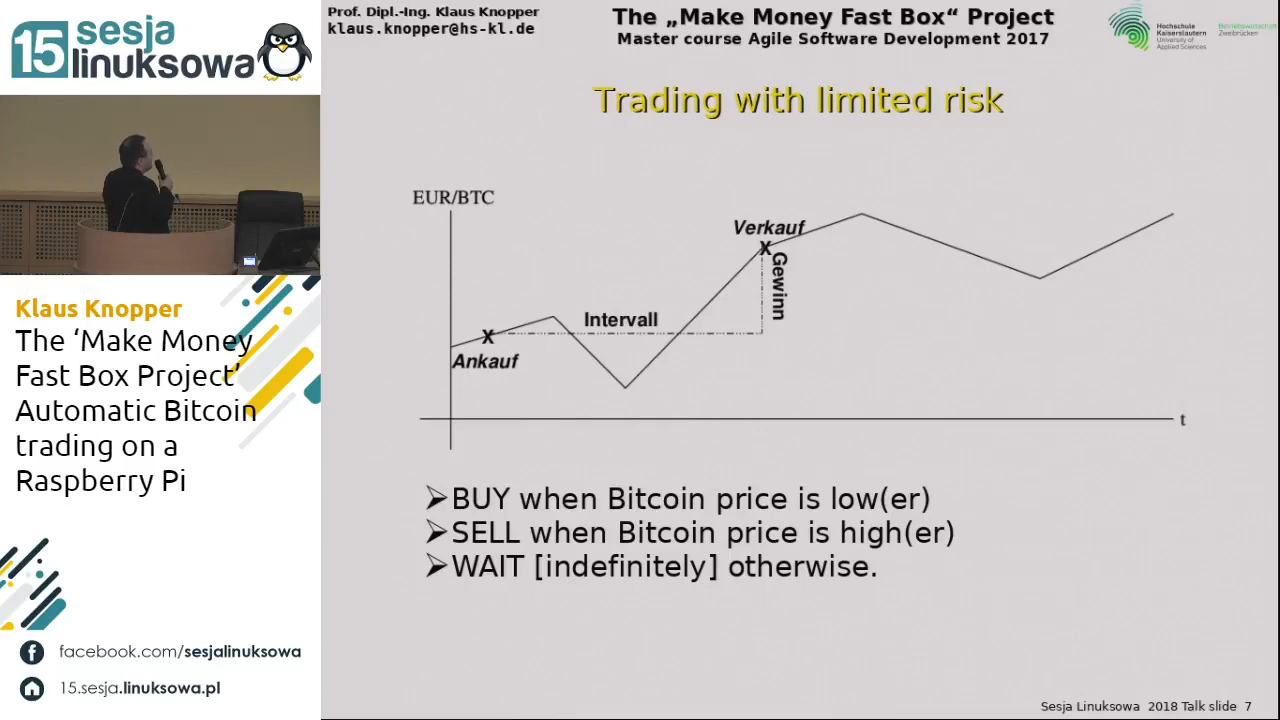 15 sesja
linuksowa
Klaus Knopper
The ‘Make Money
Fast Box Project’
Automatic Bitcoin
trading on a
Raspberry Pi
facebook.com/sesjalinuksowa
15.sesja.linuksowa.pl
Prof. Dipl.-Ing. Klaus Knopper
klaus.knopper@hs-kl.de
The „Make Money Fast Box“ Project
Master course Agile Software Development 2017
Hochschule
Kaiserslautern
University of
Applied Sciences
Betriebswirtschaft
Zweibrücken
Trading with limited risk
EUR/BTC
Verkauf
X
Gewinn
Intervall
X
Ankauf
t
➢BUY when Bitcoin price is low(er)
➢SELL when Bitcoin price is high(er)
➢WAIT [indefinitely] otherwise.
Sesja Linuksowa 2018 Talk slide 7